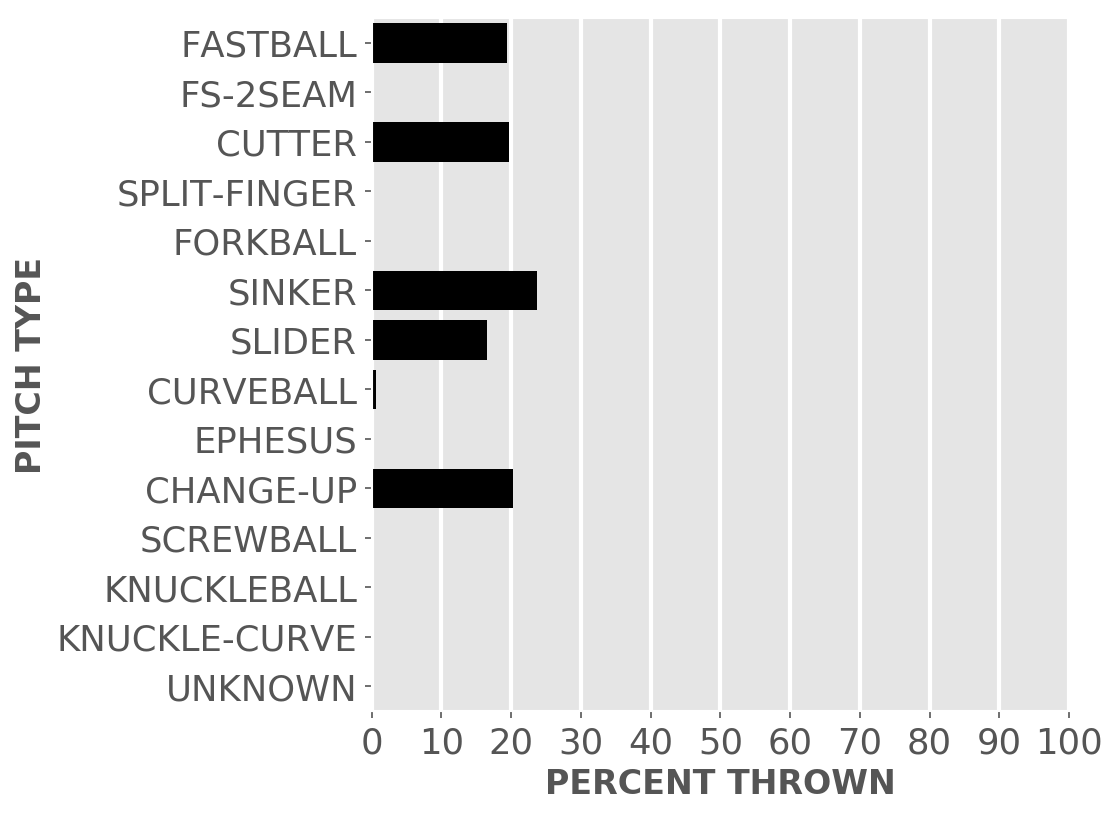 FASTBALL
FS-2SEAM
CUTTER
SPLIT-FINGER
FORKBALL
SINKER
SLIDER
CURVEBALL
EPHESUS
CHANGE-UP
SCREWBALL
KNUCKLEBALL
KNUCKLE-CURVE
UNKNOWN
PITCH TYPE
0 10 20 30 40 50 60 70 80 90 100
PERCENT THROWN